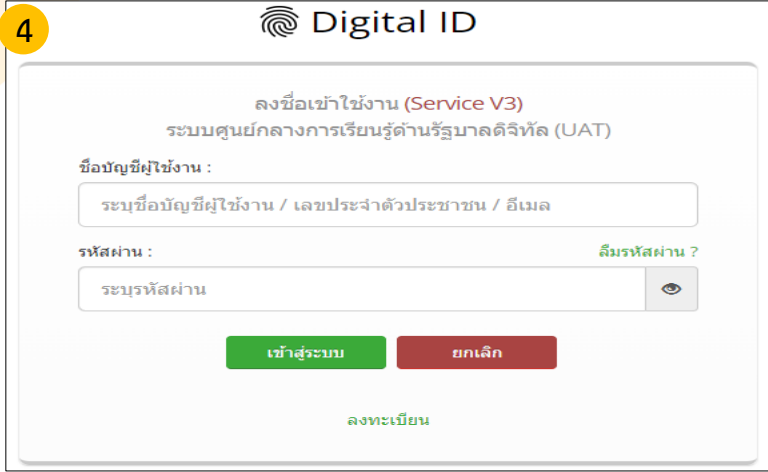 4
Digital ID
ลงชื่อเข้าใช้งาน (Service V3)
ระบบศูนย์กลางการเรียนรู้ด้านรัฐบาลดิจิทัล (UAT)
ชื่อบัญชีผู้ใช้งาน :
ระบุชื่อบัญชีผู้ใช้งาน / เลขประจำตัวประชาชน / อีเมล
รหัสผ่าน : ลืมรหัสผ่าน ?
ระบุรหัสผ่าน
เข้าสู่ระบบ ยกเลิก
ลงทะเบียน